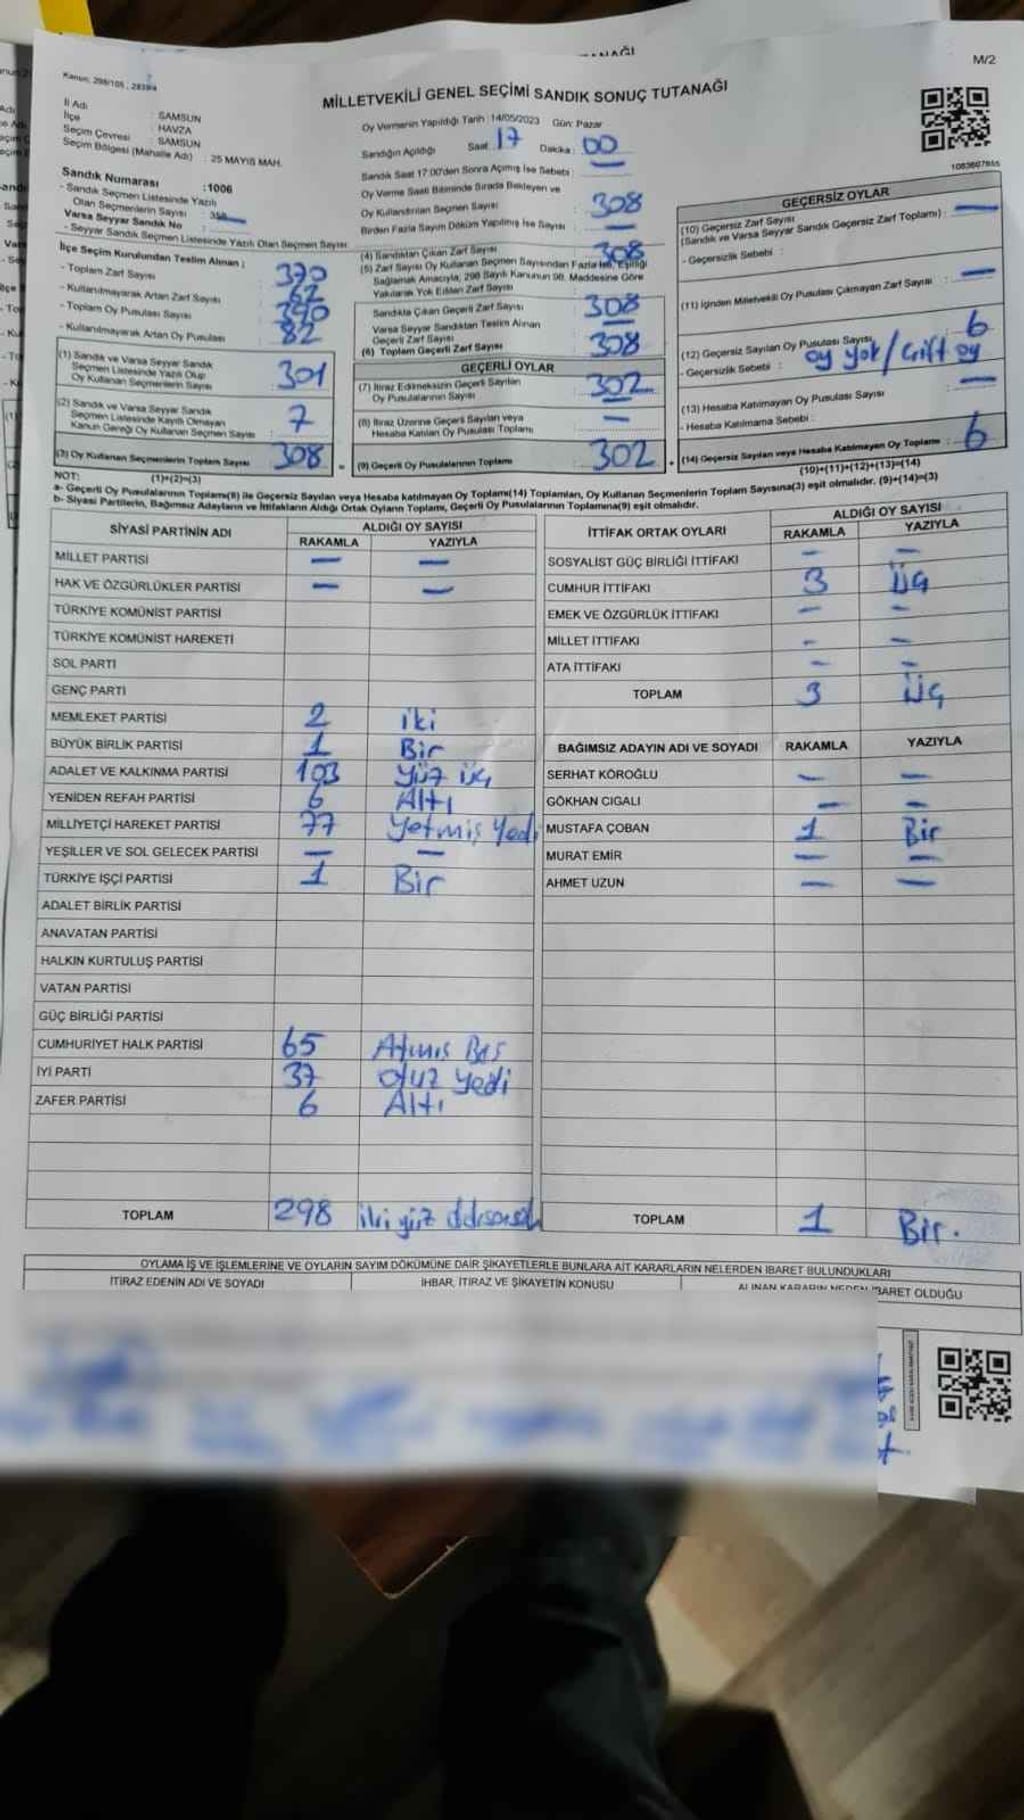 M/2
Kanun: 298/105 , 2839/4
MİLLETVEKİLİ GENEL SEÇİMİ SANDIK SONUÇ TUTANAĞI
İl Adı : SAMSUN
İlçe : HAVZA
Seçim Çevresi : SAMSUN
Seçim Bölgesi (Mahalle Adı) : 25 MAYIS MAH.
Sandık Numarası : 1006
- Sandık Seçmen Listesinde Yazılı
Olan Seçmenlerin Sayısı :
Varsa Seyyar Sandık No —
- Seyyar Sandık Seçmen Listesinde Yazılı Olan Seçmen Sayısı
İlçe Seçim Kurulundan Teslim Alınan :
- Toplam Zarf Sayısı 370
- Kullanılmayarak Artan Zarf Sayısı 62
- Toplam Oy Pusulası Sayısı
- Kullanılmayarak Artan Oy Pusulası 82
(1) Sandık ve Varsa Seyyar Sandık
Seçmen Listesinde Yazılı Olup
Oy Kullanan Seçmenlerin Sayısı 301
(2) Sandık ve Varsa Seyyar Sandık
Seçmen Listesinde Kayıtlı Olmayan
Kanun Gereği Oy Kullanan Seçmen Sayısı 7
(3) Oy Kullanan Seçmenlerin Toplam Sayısı 308
Oy Vermenin Yapıldığı Tarih : 14/05/2023 Gün: Pazar
Sandığın Açıldığı Saat : 17 Dakika : 00
Sandık Saat 17:00'den Sonra Açılmış İse Sebebi : —
Oy Verme Saati Bitiminde Sırada Bekleyen ve
Oy Kullandırılan Seçmen Sayısı : 308
Birden Fazla Sayım Döküm Yapılmış İse Sayısı : —
(4) Sandıktan Çıkan Zarf Sayısı 308
(5) Zarf Sayısı Oy Kullanan Seçmen Sayısından Fazla İse, Eşitliği
Sağlamak Amacıyla, 298 Sayılı Kanunun 98. Maddesine Göre
Yakılarak Yok Edilen Zarf Sayısı
Sandıkta Çıkan Geçerli Zarf Sayısı : 308
Varsa Seyyar Sandıktan Teslim Alınan
Geçerli Zarf Sayısı : —
(6) Toplam Geçerli Zarf Sayısı : 308
GEÇERLİ OYLAR
(7) İtiraz Edilmeksizin Geçerli Sayılan
Oy Pusulalarının Sayısı : 302
(8) İtiraz Üzerine Geçerli Sayılan veya
Hesaba Katılan Oy Pusulası Toplamı —
(9) Geçerli Oy Pusulalarının Toplamı : 302
1083607855
GEÇERSİZ OYLAR
(10) Geçersiz Zarf Sayısı
(Sandık ve Varsa Seyyar Sandık Geçersiz Zarf Toplamı) : —
- Geçersizlik Sebebi :
(11) İçinden Milletvekili Oy Pusulası Çıkmayan Zarf Sayısı : —
(12) Geçersiz Sayılan Oy Pusulası Sayısı 6
- Geçersizlik Sebebi : oy yok / Çift oy
(13) Hesaba Katılmayan Oy Pusulası Sayısı : —
- Hesaba Katılmama Sebebi :
(14) Geçersiz Sayılan veya Hesaba Katılmayan Oy Toplamı : 6
NOT: (1)+(2)=(3) (10)+(11)+(12)+(13)=(14)
a- Geçerli Oy Pusulalarının Toplamı(9) ile Geçersiz Sayılan veya Hesaba katılmayan Oy Toplamı(14) Toplamları, Oy Kullanan Seçmenlerin Toplam Sayısına(3) eşit olmalıdır. (9)+(14)=(3)
b- Siyasi Partilerin, Bağımsız Adayların ve İttifakların Aldığı Ortak Oyların Toplamı, Geçerli Oy Pusulalarının Toplamına(9) eşit olmalıdır.
SİYASİ PARTİNİN ADI ALDIĞI OY SAYISI
RAKAMLA YAZIYLA
MİLLET PARTİSİ — —
HAK VE ÖZGÜRLÜKLER PARTİSİ — —
TÜRKİYE KOMÜNİST PARTİSİ
TÜRKİYE KOMÜNİST HAREKETİ
SOL PARTİ
GENÇ PARTİ
MEMLEKET PARTİSİ 2 iki
BÜYÜK BİRLİK PARTİSİ 1 Bir
ADALET VE KALKINMA PARTİSİ 103 Yüz üç
YENİDEN REFAH PARTİSİ 6 Altı
MİLLİYETÇİ HAREKET PARTİSİ 77 Yetmiş Yedi
YEŞİLLER VE SOL GELECEK PARTİSİ — —
TÜRKİYE İŞÇİ PARTİSİ 1 Bir
ADALET BİRLİK PARTİSİ
ANAVATAN PARTİSİ
HALKIN KURTULUŞ PARTİSİ
VATAN PARTİSİ
GÜÇ BİRLİĞİ PARTİSİ
CUMHURİYET HALK PARTİSİ 65 Atmış Beş
İYİ PARTİ 37 Otuz Yedi
ZAFER PARTİSİ 6 Altı
TOPLAM 298 iki yüz
İTTİFAK ORTAK OYLARI ALDIĞI OY SAYISI
RAKAMLA YAZIYLA
SOSYALİST GÜÇ BİRLİĞİ İTTİFAKI — —
CUMHUR İTTİFAKI 3 Üç
EMEK VE ÖZGÜRLÜK İTTİFAKI — —
MİLLET İTTİFAKI — —
ATA İTTİFAKI — —
TOPLAM 3 Üç
BAĞIMSIZ ADAYIN ADI VE SOYADI RAKAMLA YAZIYLA
SERHAT KÖROĞLU — —
GÖKHAN CIGALI — —
MUSTAFA ÇOBAN 1 Bir
MURAT EMİR — —
AHMET UZUN — —
TOPLAM 1 Bir.
OYLAMA İŞ VE İŞLEMLERİNE VE OYLARIN SAYIM DÖKÜMÜNE DAİR ŞİKAYETLERLE BUNLARA AİT KARARLARIN NELERDEN İBARET BULUNDUKLARI
İTİRAZ EDENİN ADI VE SOYADI İHBAR, İTİRAZ VE ŞİKAYETİN KONUSU ALINAN KARARIN NEDEN İBARET OLDUĞU